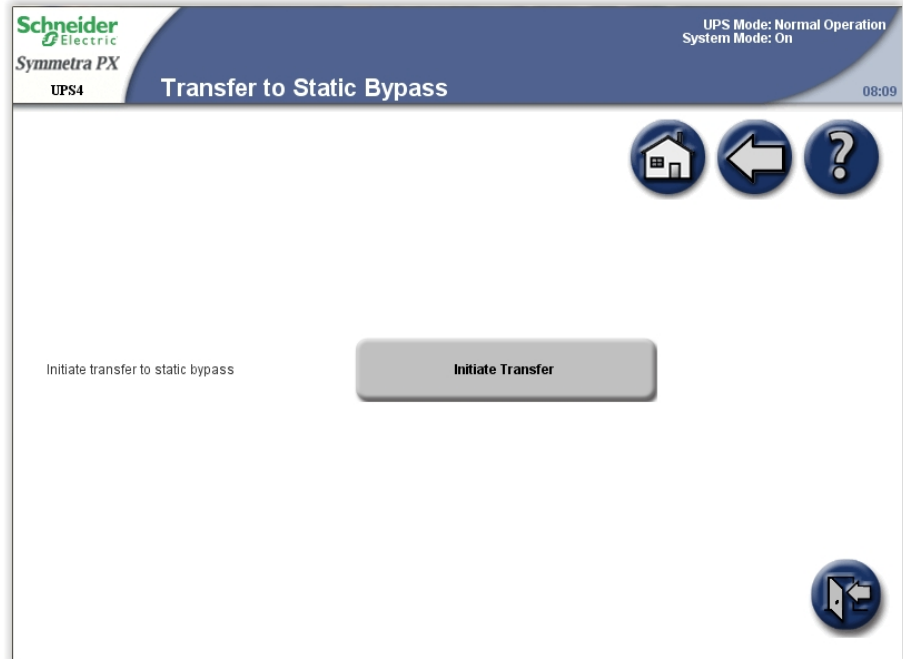 Schneider
Electric
Symmetra PX
UPS4
Transfer to Static Bypass
UPS Mode: Normal Operation
System Mode: On
08:09
?
Initiate transfer to static bypass
Initiate Transfer